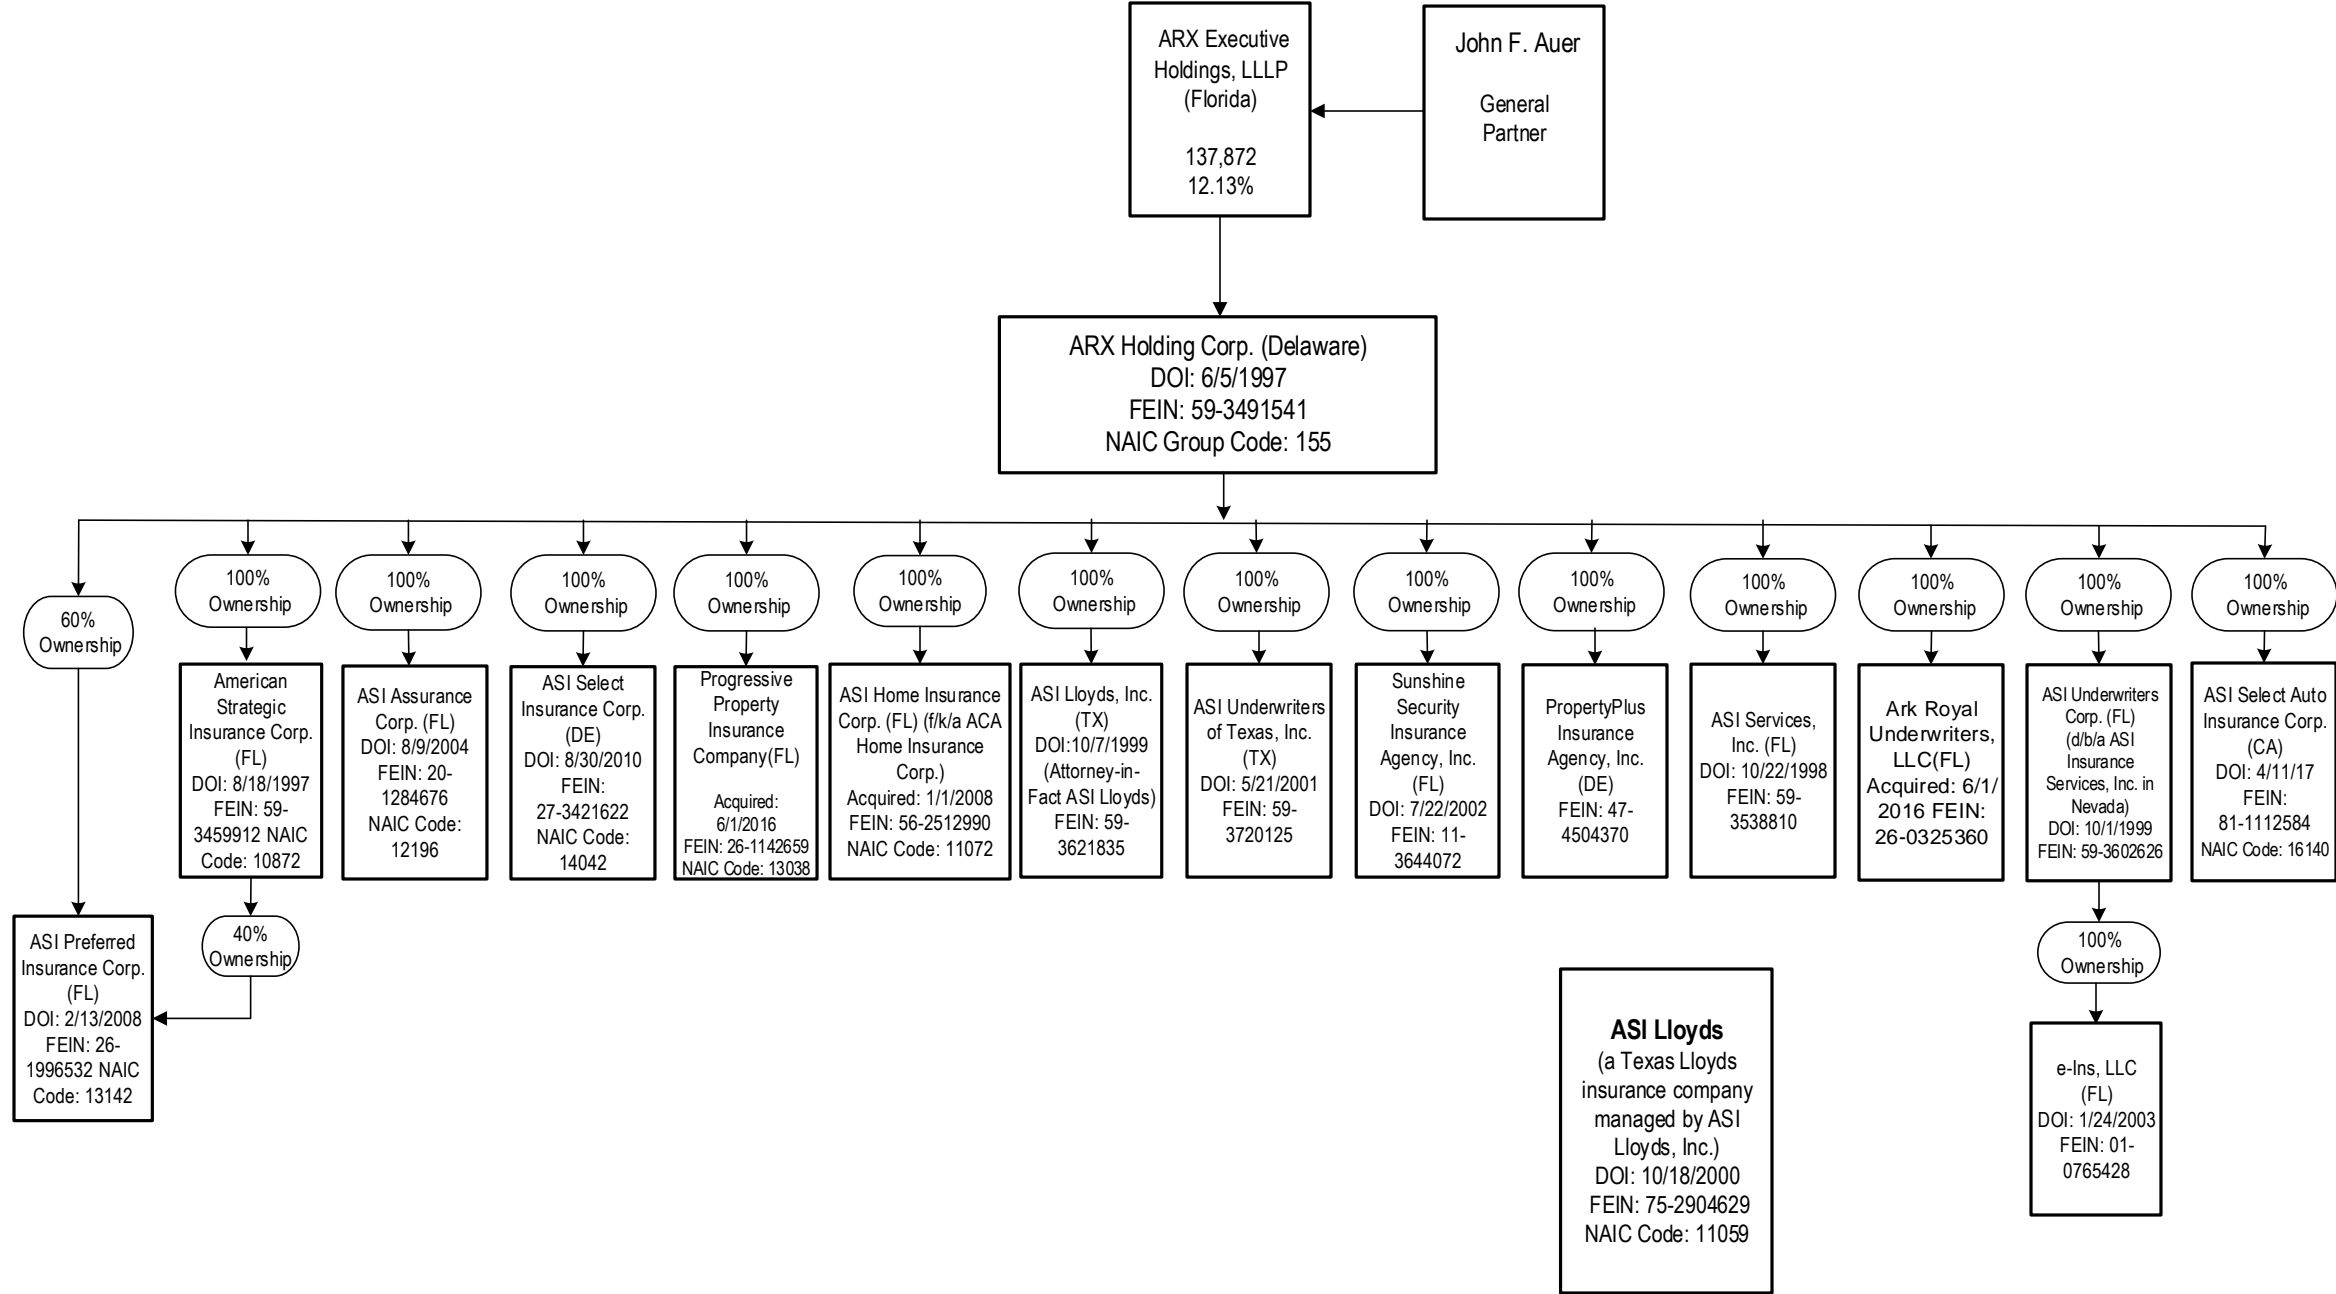 ARX Executive
Holdings, LLLP
(Florida)
137,872
12.13%
John F. Auer
General
Partner
ARX Holding Corp. (Delaware)
DOI: 6/5/1997
FEIN: 59-3491541
NAIC Group Code: 155
60%
Ownership
100%
Ownership
100%
Ownership
100%
Ownership
100%
Ownership
100%
Ownership
100%
Ownership
100%
Ownership
100%
Ownership
100%
Ownership
100%
Ownership
100%
Ownership
100%
Ownership
100%
Ownership
American
Strategic
Insurance Corp.
(FL)
DOI: 8/18/1997
FEIN: 59-
3459912 NAIC
Code: 10872
ASI Assurance
Corp. (FL)
DOI: 8/9/2004
FEIN: 20-
1284676
NAIC Code:
12196
ASI Select
Insurance Corp.
(DE)
DOI: 8/30/2010
FEIN:
27-3421622
NAIC Code:
14042
Progressive
Property
Insurance
Company(FL)
Acquired:
6/1/2016
FEIN: 26-1142659
NAIC Code: 13038
ASI Home Insurance
Corp. (FL) (f/k/a ACA
Home Insurance
Corp.)
Acquired: 1/1/2008
FEIN: 56-2512990
NAIC Code: 11072
ASI Lloyds, Inc.
(TX)
DOI:10/7/1999
(Attorney-in-
Fact ASI Lloyds)
FEIN: 59-
3621835
ASI Underwriters
of Texas, Inc.
(TX)
DOI: 5/21/2001
FEIN: 59-
3720125
Sunshine
Security
Insurance
Agency, Inc.
(FL)
DOI: 7/22/2002
FEIN: 11-
3644072
PropertyPlus
Insurance
Agency, Inc.
(DE)
FEIN: 47-
4504370
ASI Services,
Inc. (FL)
DOI: 10/22/1998
FEIN: 59-
3538810
Ark Royal
Underwriters,
LLC(FL)
Acquired: 6/1/
2016 FEIN:
26-0325360
ASI Underwriters
Corp. (FL)
(d/b/a ASI
Insurance
Services, Inc. in
Nevada)
DOI: 10/1/1999
FEIN: 59-3602626
ASI Select Auto
Insurance Corp.
(CA)
DOI: 4/11/17
FEIN:
81-1112584
NAIC Code: 16140
ASI Preferred
Insurance Corp.
(FL)
DOI: 2/13/2008
FEIN: 26-
1996532 NAIC
Code: 13142
40%
Ownership
ASI Lloyds
(a Texas Lloyds
insurance company
managed by ASI
Lloyds, Inc.)
DOI: 10/18/2000
FEIN: 75-2904629
NAIC Code: 11059
100%
Ownership
e-Ins, LLC
(FL)
DOI: 1/24/2003
FEIN: 01-
0765428